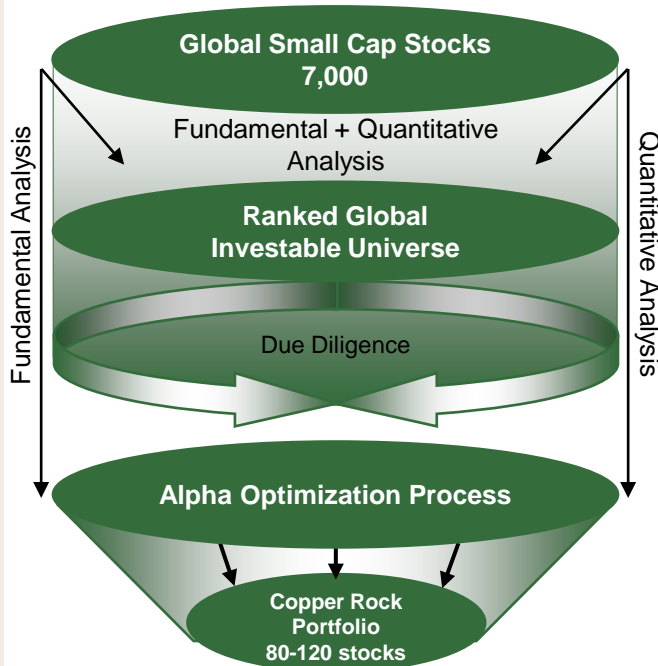 Global Small Cap Stocks
7,000
Fundamental + Quantitative
Analysis
Fundamental Analysis
Quantitative Analysis
Ranked Global
Investable Universe
Due Diligence
Alpha Optimization Process
Copper Rock
Portfolio
80-120 stocks